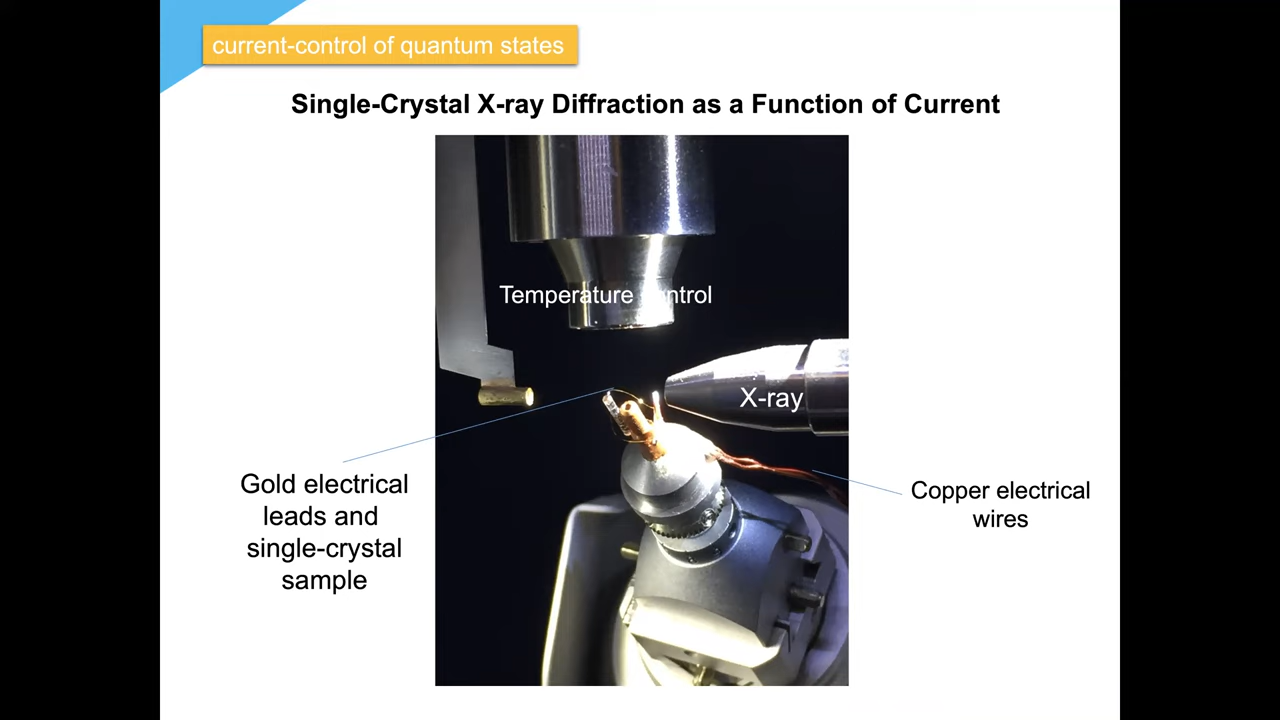 current-control of quantum states
Single-Crystal X-ray Diffraction as a Function of Current
Temperature control
X-ray
Gold electrical
leads and
single-crystal
sample
Copper electrical
wires